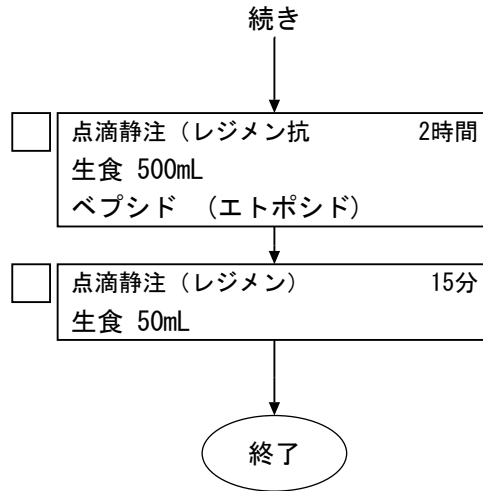 続き
点滴静注（レジメン抗 2時間
生食 500mL
ベプシド （エトポシド）
点滴静注（レジメン） 15分
生食 50mL
終了